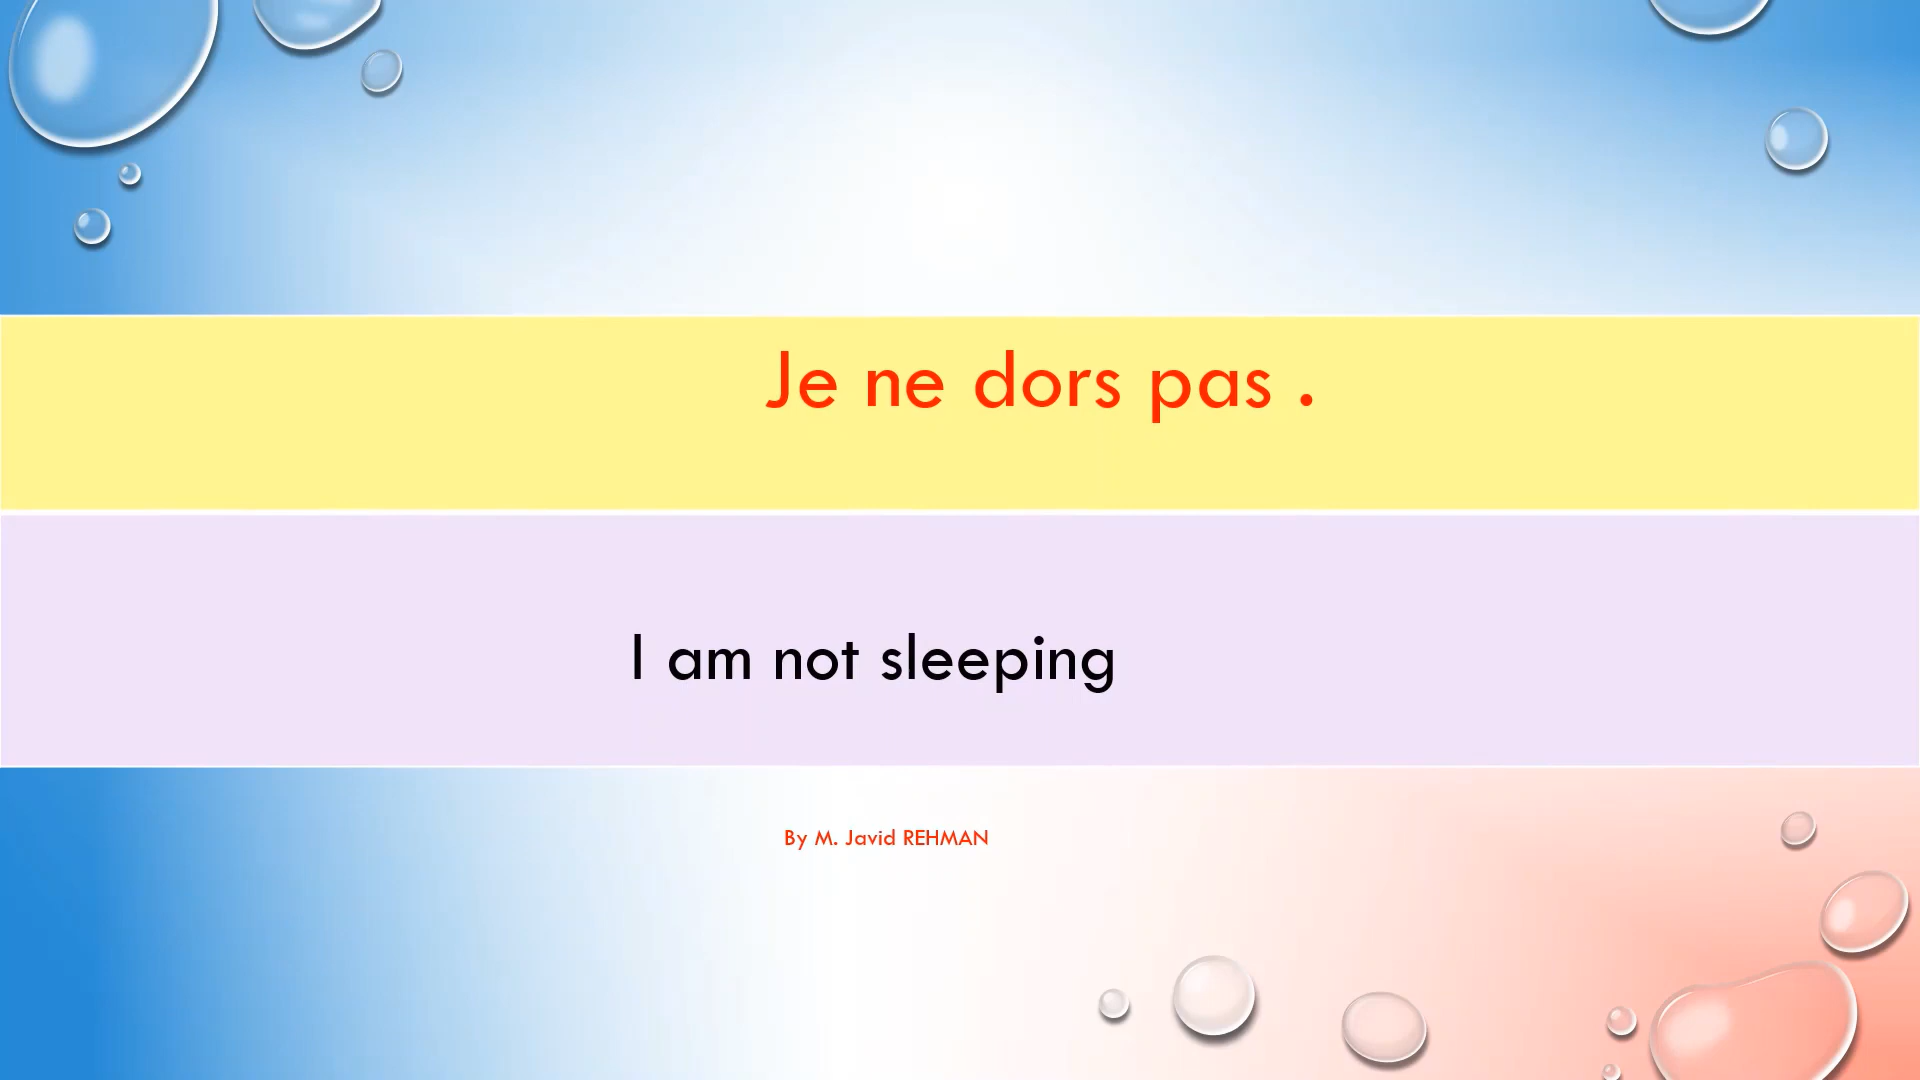 Je ne dors pas .
I am not sleeping
By M. Javid REHMAN